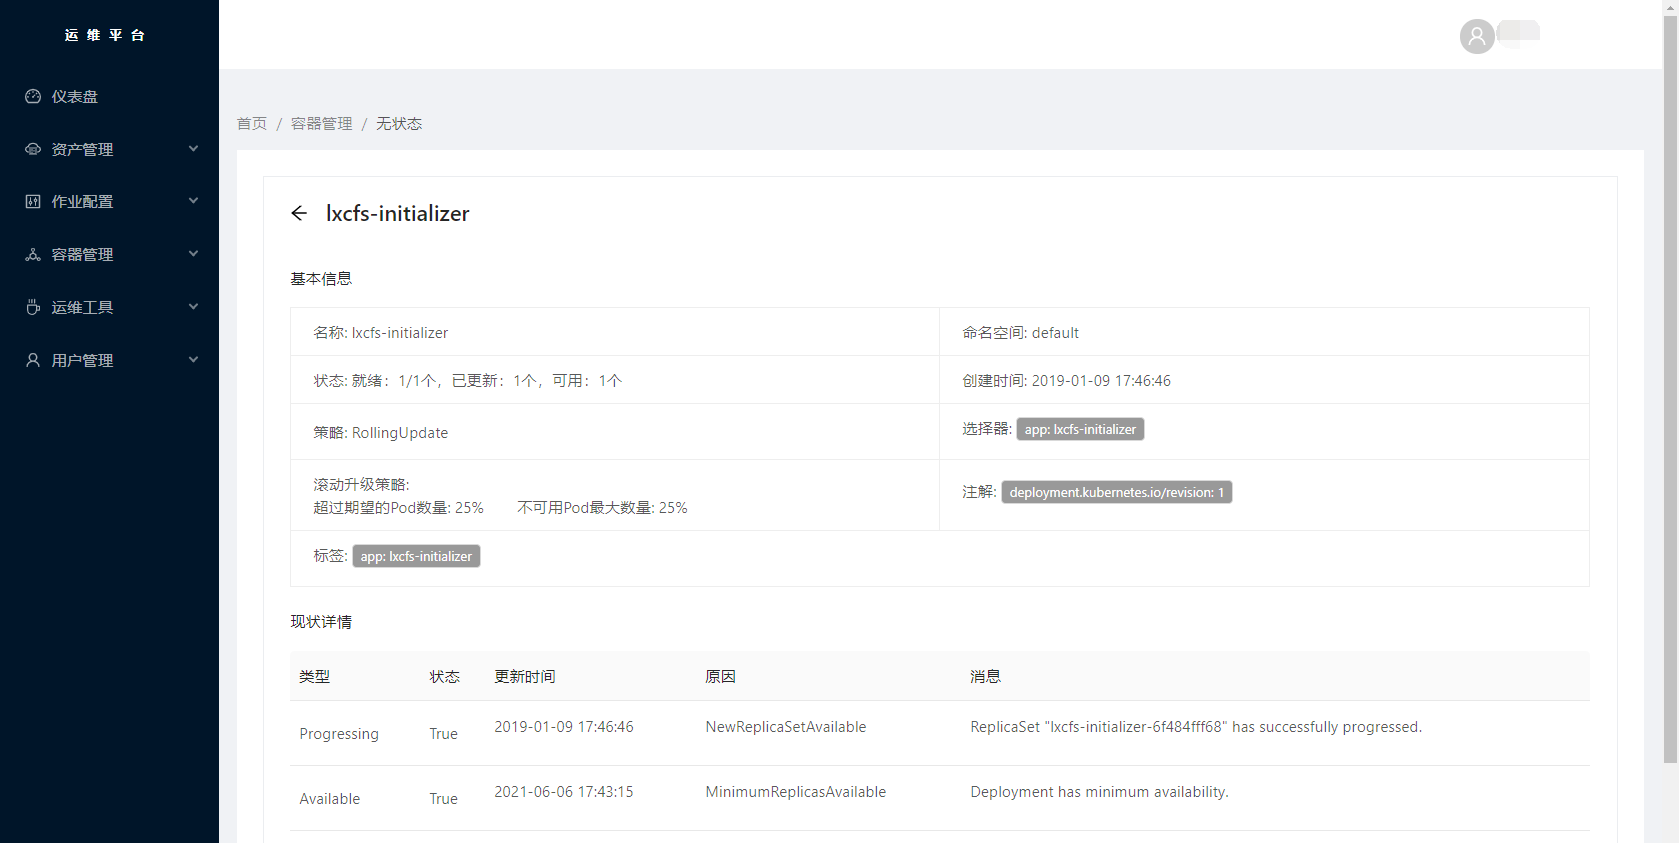 运维平台
仪表盘
资产管理
作业配置
容器管理
运维工具
用户管理
首页 / 容器管理 / 无状态
lxcfs-initializer
基本信息
名称: lxcfs-initializer
命名空间: default
状态: 就绪：1/1个，已更新：1个，可用：1个
创建时间: 2019-01-09 17:46:46
策略: RollingUpdate
选择器: app: lxcfs-initializer
滚动升级策略:
超过期望的Pod数量: 25% 不可用Pod最大数量: 25%
注解: deployment.kubernetes.io/revision: 1
标签: app: lxcfs-initializer
现状详情
类型 状态 更新时间 原因 消息
Progressing True 2019-01-09 17:46:46 NewReplicaSetAvailable ReplicaSet "lxcfs-initializer-6f484fff68" has successfully progressed.
Available True 2021-06-06 17:43:15 MinimumReplicasAvailable Deployment has minimum availability.